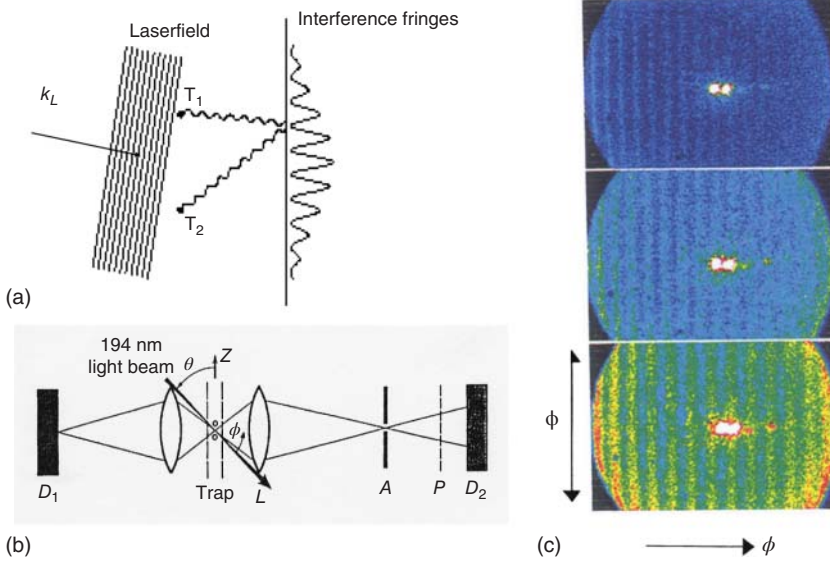 Laserfield
Interference fringes
k_L
T₁
T₂
(a)
194 nm
light beam
θ
Z
ϕ
D₁
Trap
L
A
P
D₂
(b)
ϕ
(c)
ϕ